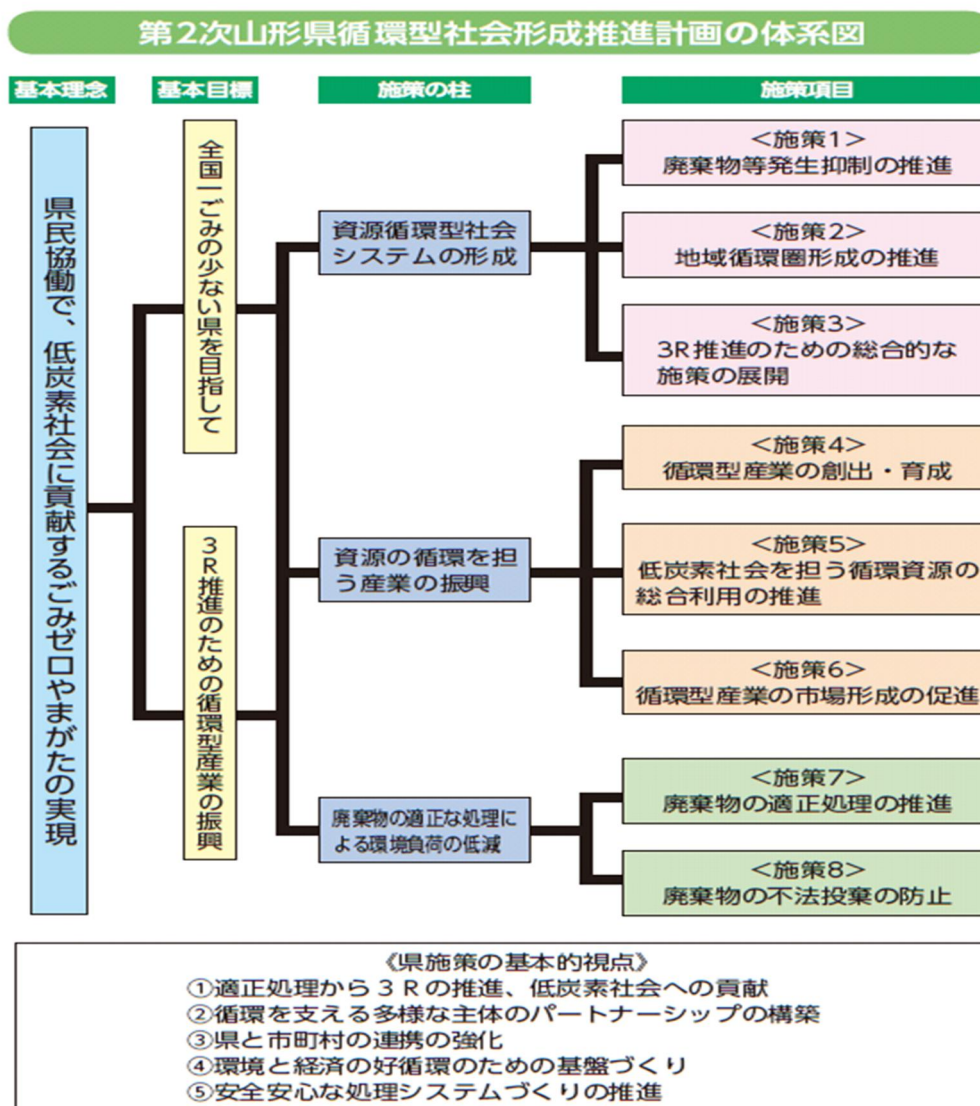 第2次山形県循環型社会形成推進計画の体系図
基本理念
基本目標
施策の柱
施策項目
県民協働で、低炭素社会に貢献するごみゼロやまがたの実現
全国一ごみの少ない県を目指して
3R推進のための循環型産業の振興
資源循環型社会
システムの形成
<施策1>
廃棄物等発生抑制の推進
<施策2>
地域循環圏形成の推進
<施策3>
3R推進のための総合的な
施策の展開
資源の循環を担
う産業の振興
<施策4>
循環型産業の創出・育成
<施策5>
低炭素社会を担う循環資源の
総合利用の推進
<施策6>
循環型産業の市場形成の促進
廃棄物の適正な処理に
よる環境負荷の低減
<施策7>
廃棄物の適正処理の推進
<施策8>
廃棄物の不法投棄の防止
《県施策の基本的視点》
①適正処理から3Rの推進、低炭素社会への貢献
②循環を支える多様な主体のパートナーシップの構築
③県と市町村の連携の強化
④環境と経済の好循環のための基盤づくり
⑤安全安心な処理システムづくりの推進